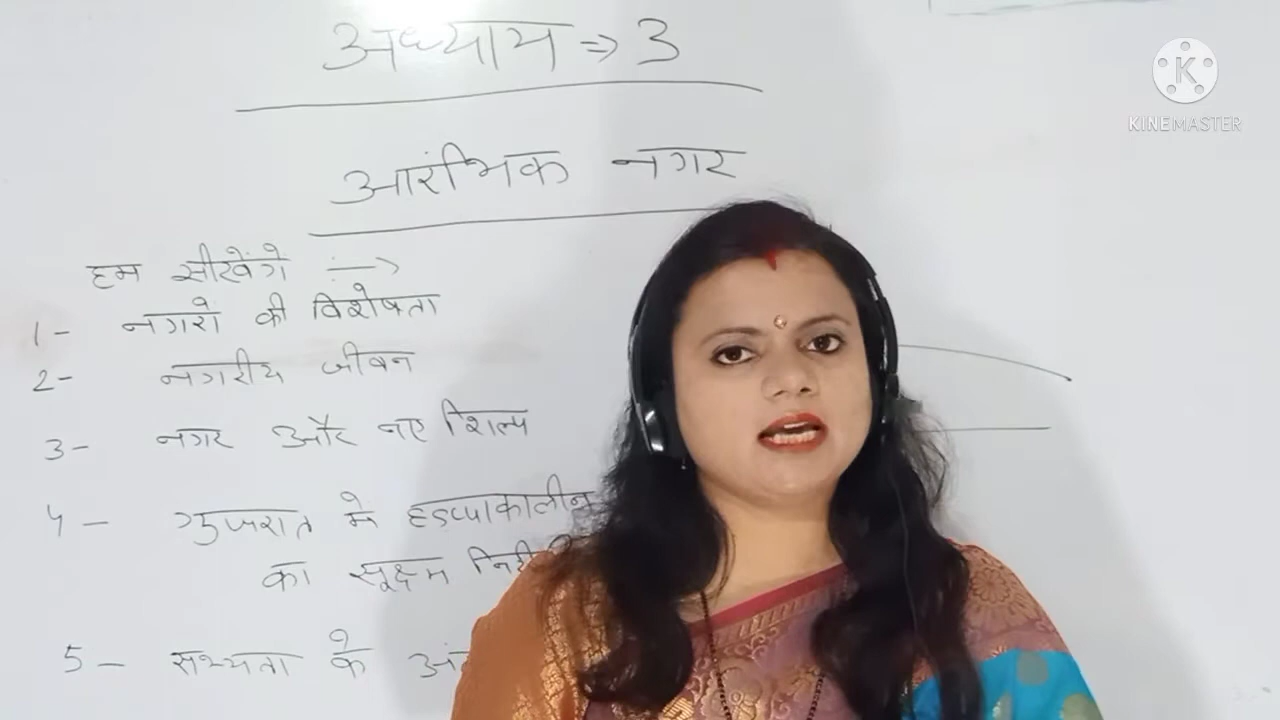 अध्याय => 3
आरंभिक नगर
हम सीखेंगे ÷→
1- नगरों की विशेषता
2- नगरीय जीवन
3- नगर और नए शिल्प
4- गुजरात मे हडप्पाकालीन
का सूक्ष्म
5- सभ्यता के
KINEMASTER